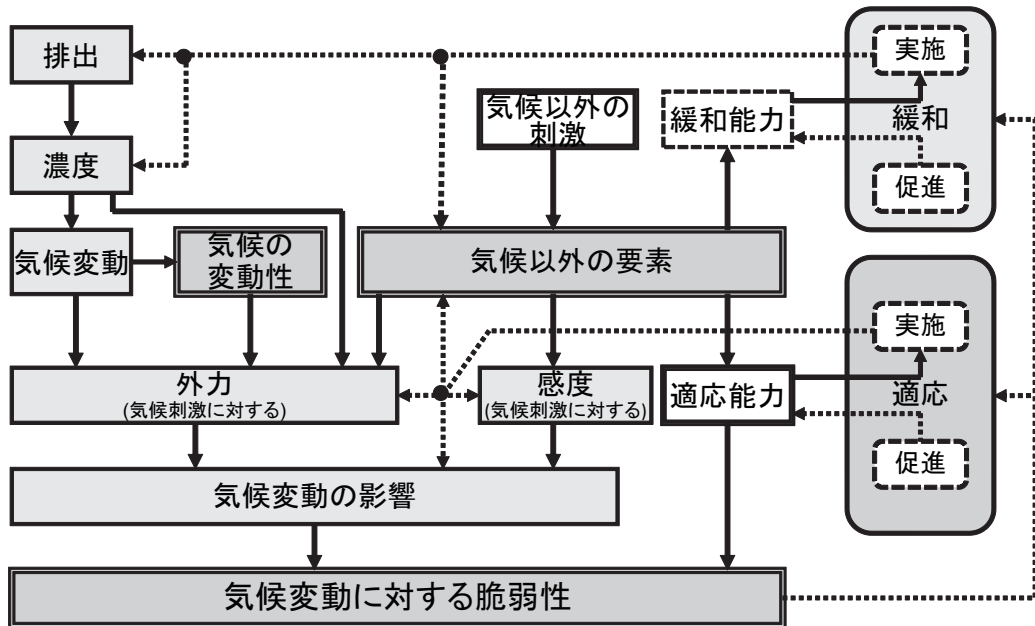 排出
実施
気候以外の
刺激
緩和能力
緩和
濃度
促進
気候変動
気候の
変動性
気候以外の要素
実施
外力
(気候刺激に対する)
感度
(気候刺激に対する)
適応能力
適応
促進
気候変動の影響
気候変動に対する脆弱性